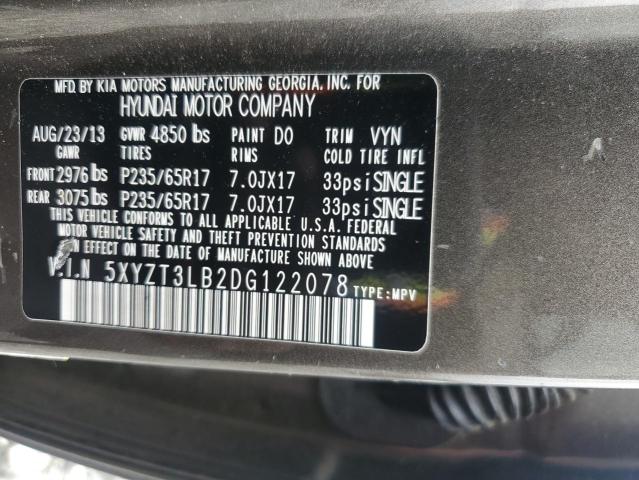 MFD.BY KIA MOTORS MANUFACTURING GEORGIA. INC. FOR
HYUNDAI MOTOR COMPANY
AUG/23/13 GVWR 4850 lbs PAINT DO TRIM VYN
GAWR TIRES RIMS COLD TIRE INFL
FRONT 2976 lbs P235/65R17 7.0JX17 33psi SINGLE
REAR 3075 lbs P235/65R17 7.0JX17 33psi SINGLE
THIS VEHICLE CONFORMS TO ALL APPLICABLE U.S.A. FEDERAL
MOTOR VEHICLE SAFETY AND THEFT PREVENTION STANDARDS
IN EFFECT ON THE DATE OF MANUFACTURE SHOWN ABOVE.
V.I.N 5XYZT3LB2DG122078 TYPE:MPV